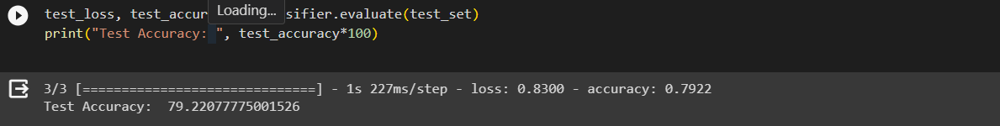 Loading...
test_loss, test_accur sifier.evaluate(test_set)
print("Test Accuracy: ", test_accuracy*100)
3/3 [==============================] - 1s 227ms/step - loss: 0.8300 - accuracy: 0.7922
Test Accuracy:  79.22077775001526